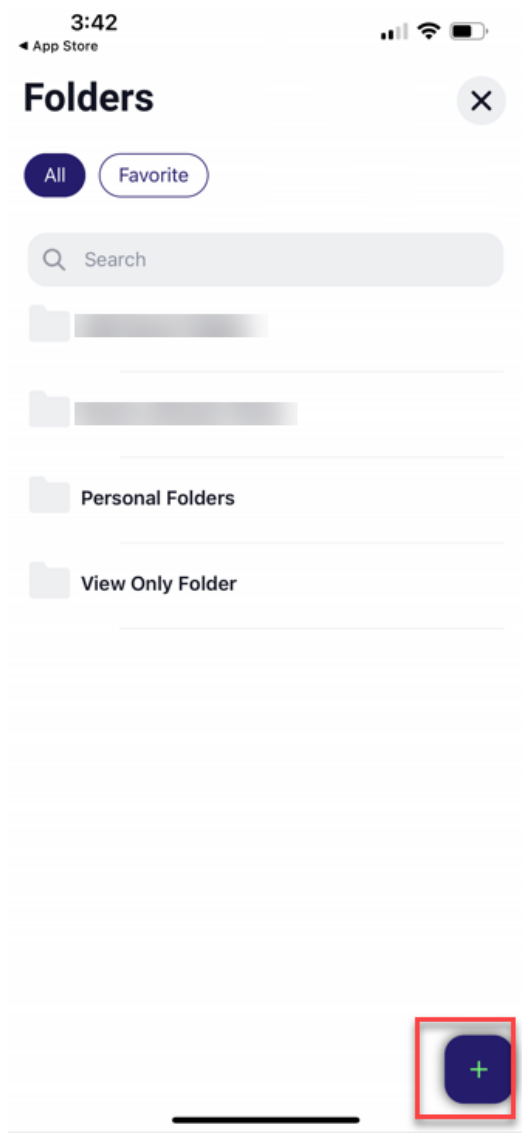 3:42
◀ App Store
Folders
All
Favorite
Search
Personal Folders
View Only Folder
+